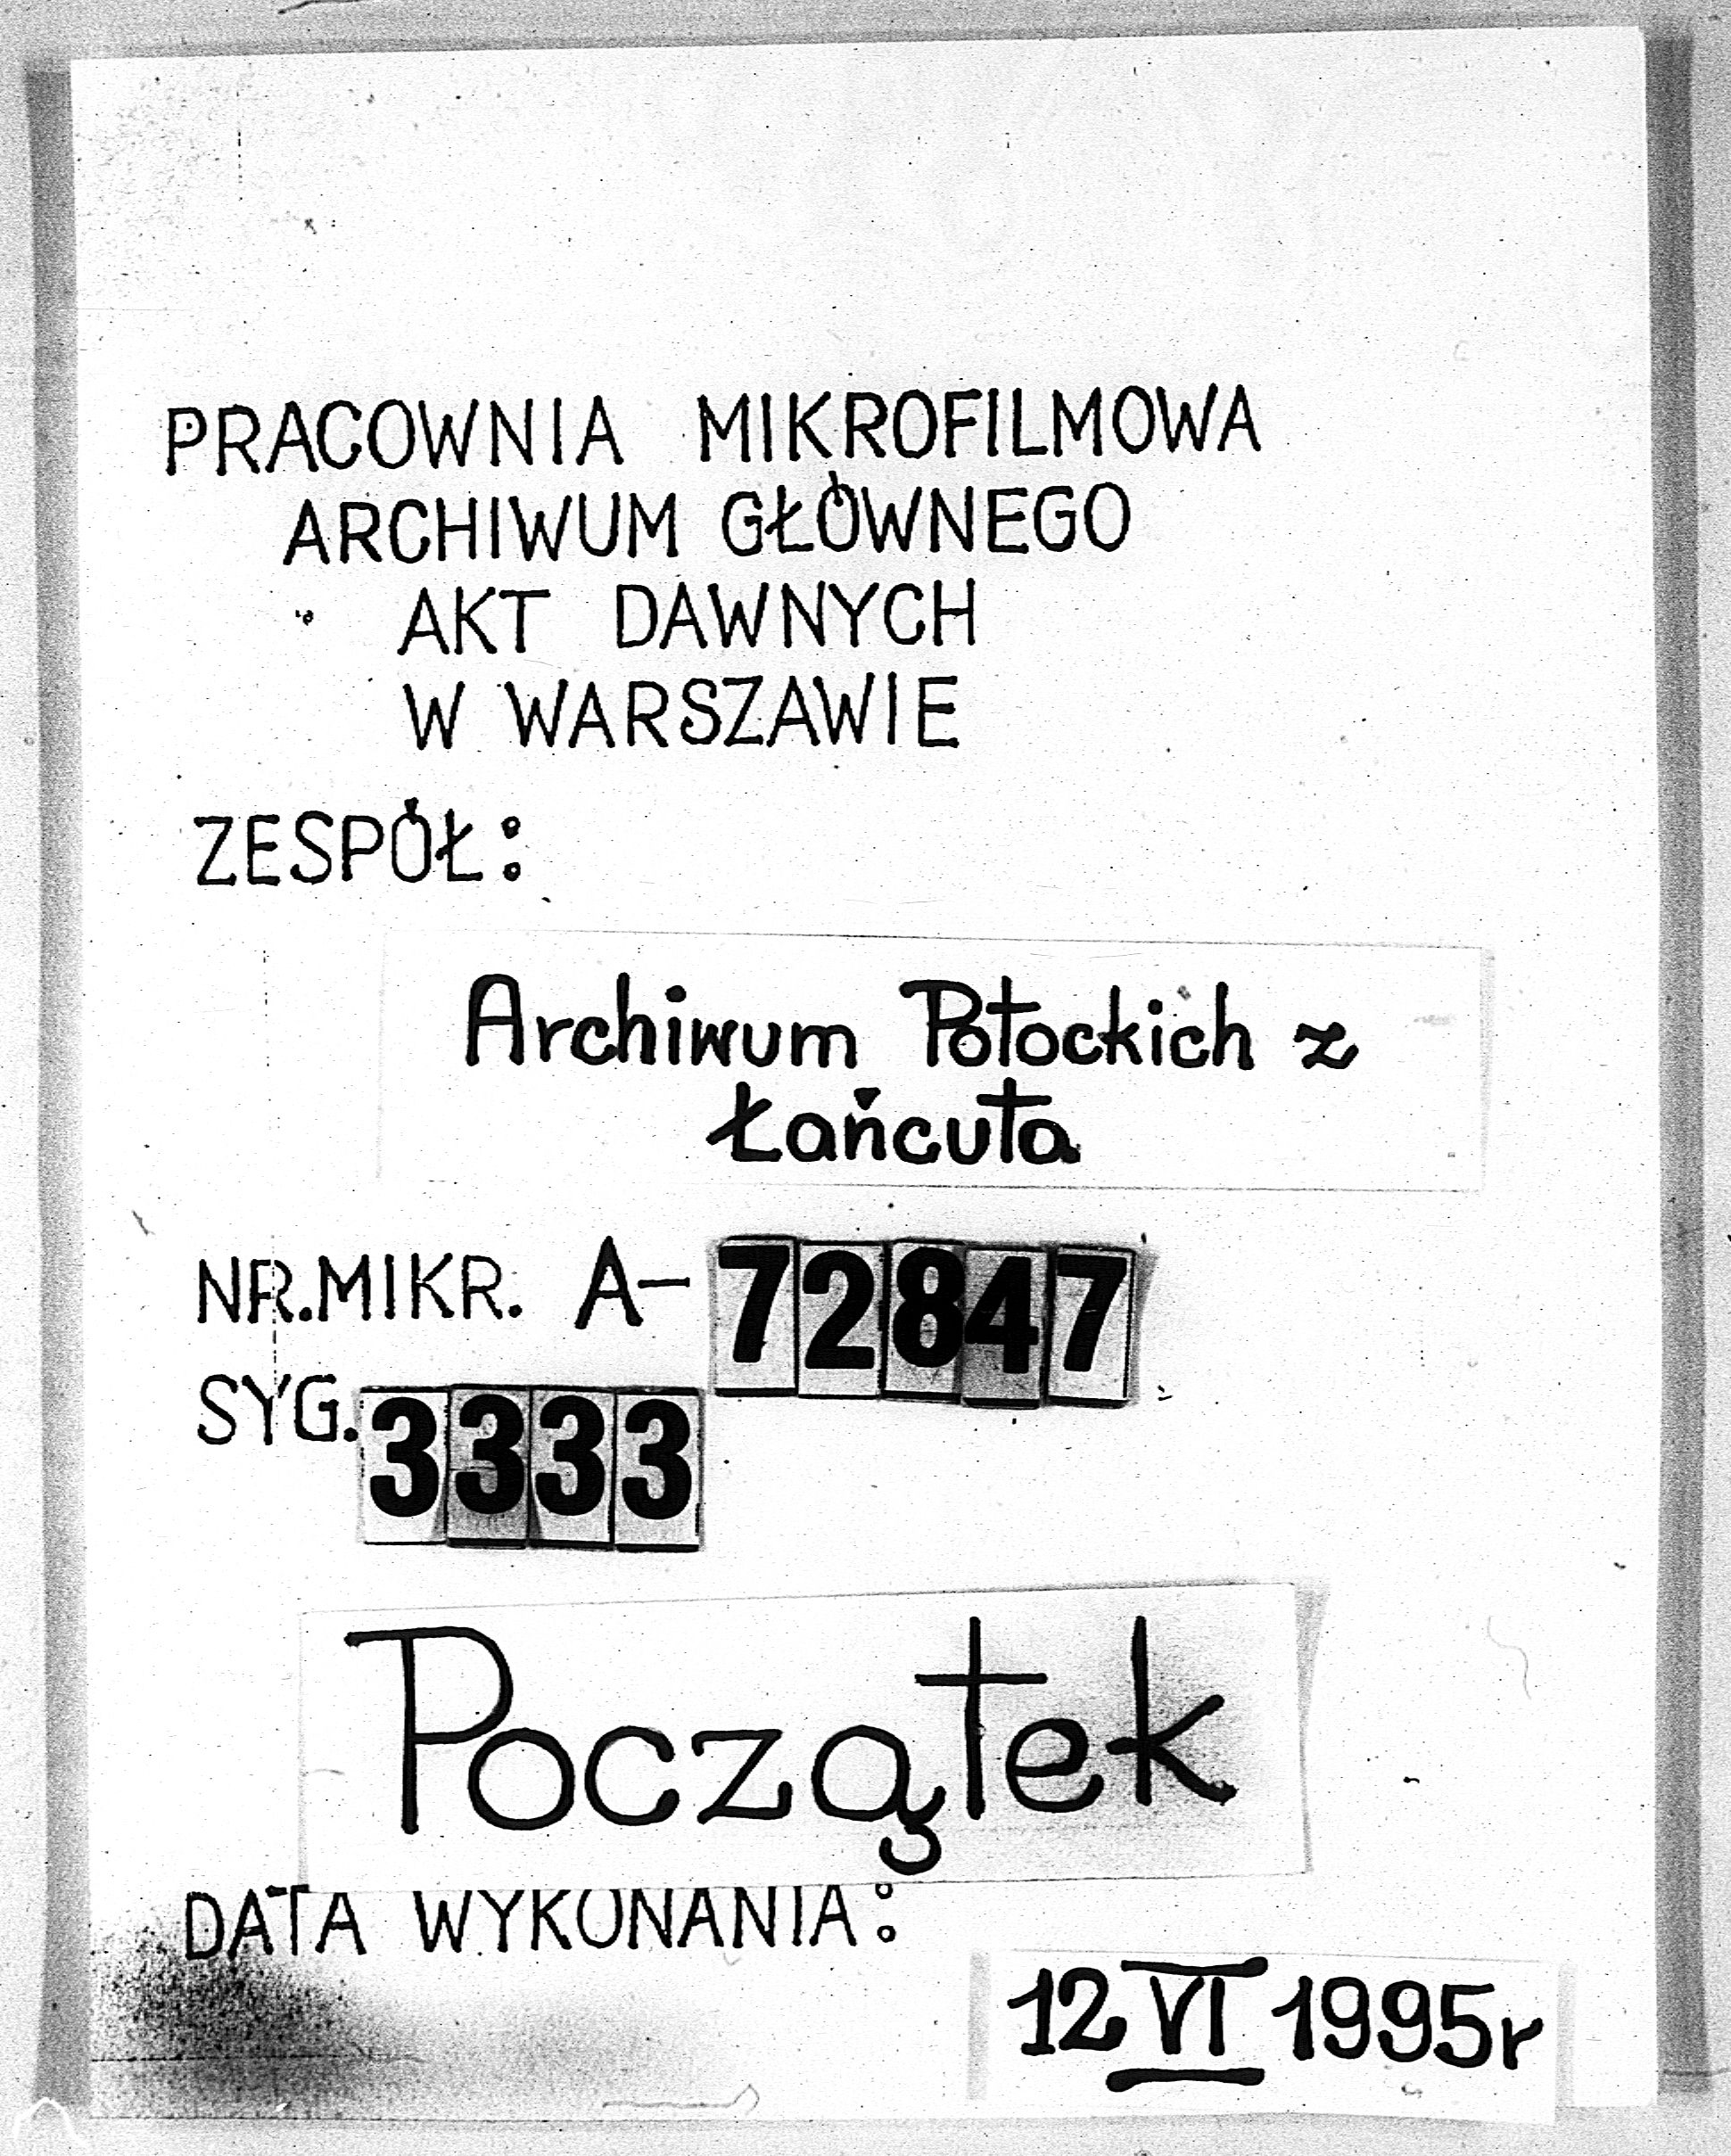 PRACOWNIA MIKROFILMOWA
ARCHIWUM GŁÓWNEGO
AKT DAWNYCH
W WARSZAWIE
ZESPÓŁ:
Archiwum Potockich z
Łańcuta
NR.MIKR. A-72847
SYG. 3333
Początek
DATA WYKONANIA:
12 VI 1995r